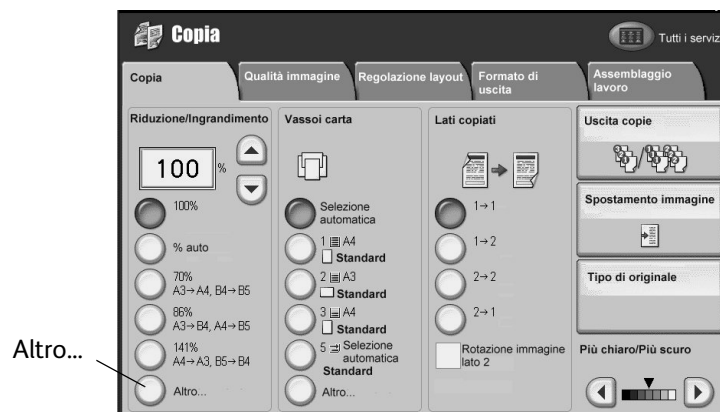 Copia
Tutti i serviz
Copia
Qualità immagine
Regolazione layout
Formato di
uscita
Assemblaggio
lavoro
Riduzione/Ingrandimento
100 %
100%
% auto
70%
A3→A4, B4→B5
86%
A3→B4, A4→B5
141%
A4→A3, B5→B4
Altro...
Altro...
Vassoi carta
Selezione
automatica
1 A4
Standard
2 A3
Standard
3 A4
Standard
5 Selezione
automatica
Standard
Altro...
Lati copiati
1→1
1→2
2→2
2→1
Rotazione immagine
lato 2
Uscita copie
Spostamento immagine
Tipo di originale
Più chiaro/Più scuro